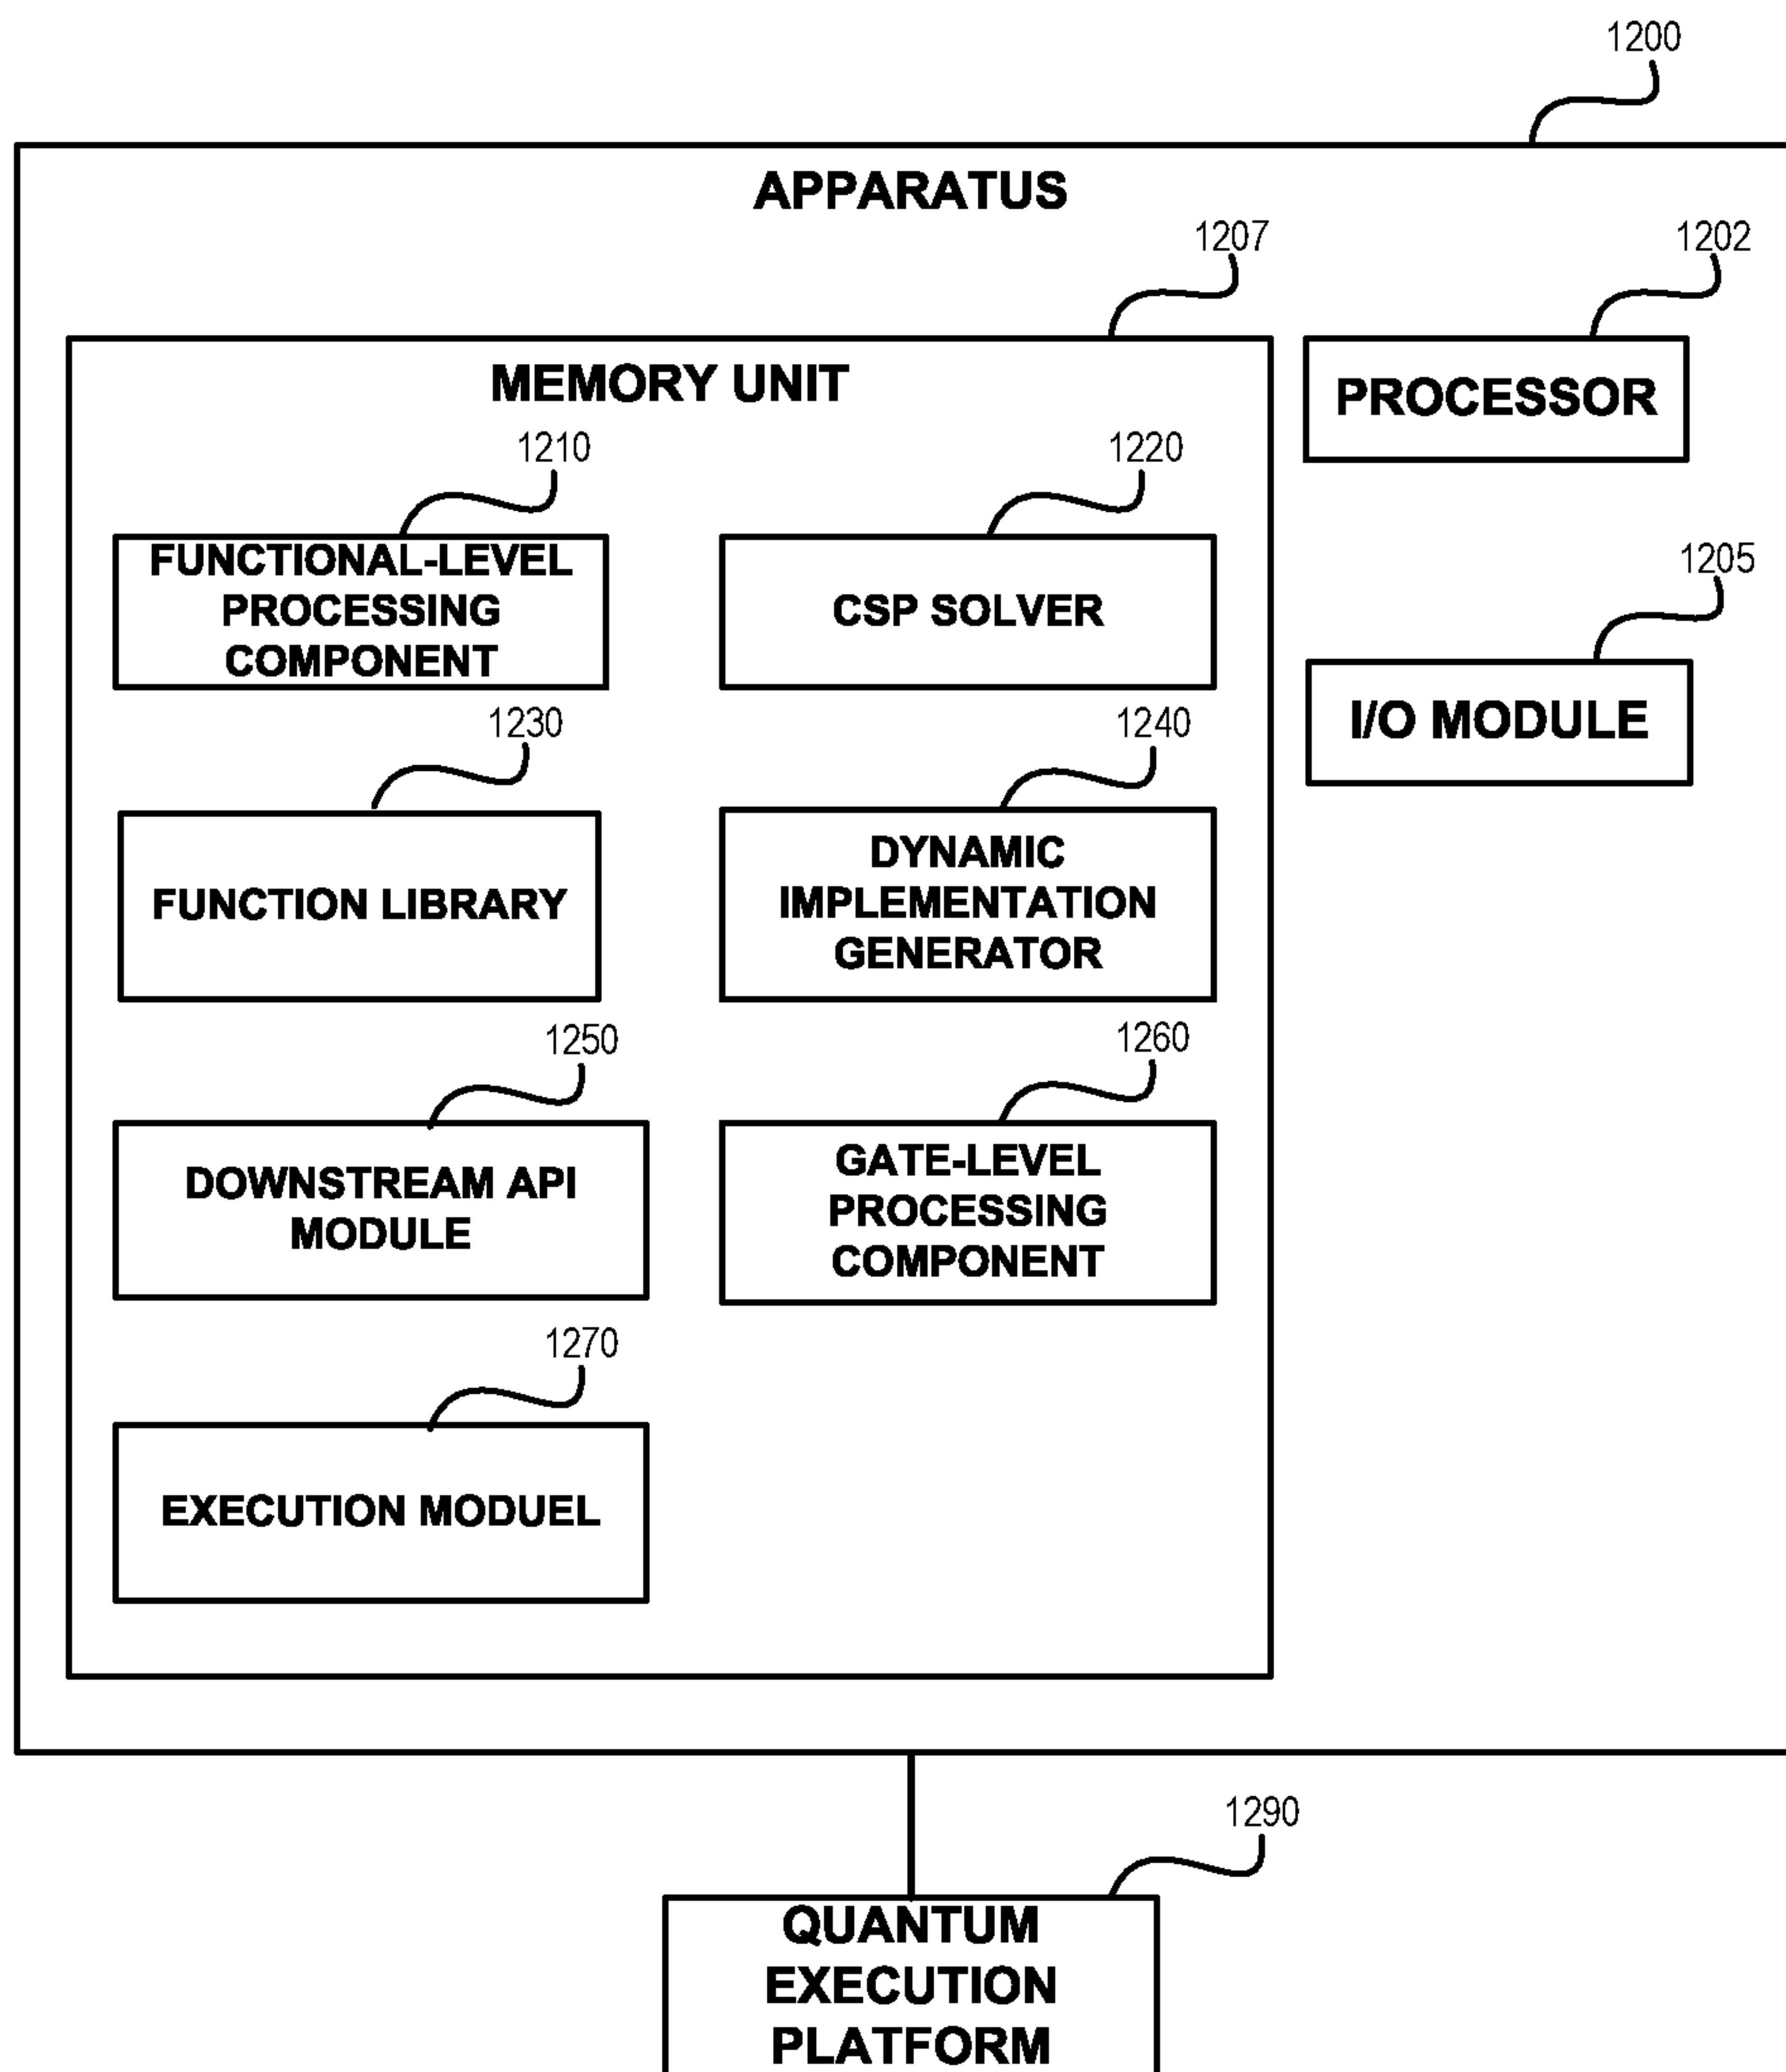 1200
APPARATUS
1207
1202
MEMORY UNIT
PROCESSOR
1210
1220
FUNCTIONAL-LEVEL
PROCESSING
COMPONENT
CSP SOLVER
1205
I/O MODULE
1230
1240
FUNCTION LIBRARY
DYNAMIC
IMPLEMENTATION
GENERATOR
1250
1260
DOWNSTREAM API
MODULE
GATE-LEVEL
PROCESSING
COMPONENT
1270
EXECUTION MODUEL
1290
QUANTUM
EXECUTION
PLATFORM